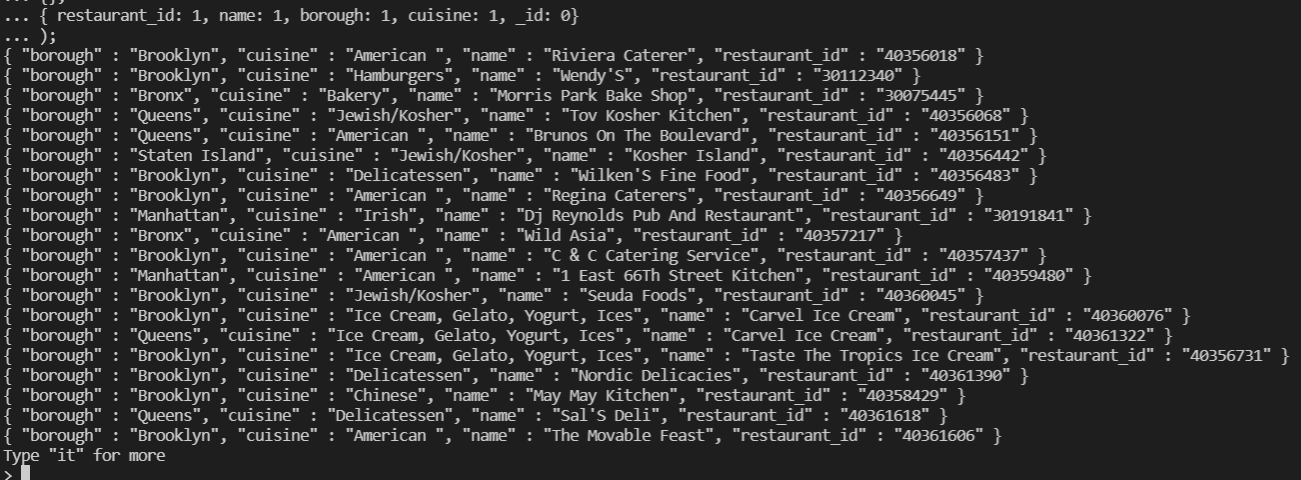 ... {},
... { restaurant_id: 1, name: 1, borough: 1, cuisine: 1, _id: 0}
... );
{ "borough" : "Brooklyn", "cuisine" : "American ", "name" : "Riviera Caterer", "restaurant_id" : "40356018" }
{ "borough" : "Brooklyn", "cuisine" : "Hamburgers", "name" : "Wendy'S", "restaurant_id" : "30112340" }
{ "borough" : "Bronx", "cuisine" : "Bakery", "name" : "Morris Park Bake Shop", "restaurant_id" : "30075445" }
{ "borough" : "Queens", "cuisine" : "Jewish/Kosher", "name" : "Tov Kosher Kitchen", "restaurant_id" : "40356068" }
{ "borough" : "Queens", "cuisine" : "American ", "name" : "Brunos On The Boulevard", "restaurant_id" : "40356151" }
{ "borough" : "Staten Island", "cuisine" : "Jewish/Kosher", "name" : "Kosher Island", "restaurant_id" : "40356442" }
{ "borough" : "Brooklyn", "cuisine" : "Delicatessen", "name" : "Wilken'S Fine Food", "restaurant_id" : "40356483" }
{ "borough" : "Brooklyn", "cuisine" : "American ", "name" : "Regina Caterers", "restaurant_id" : "40356649" }
{ "borough" : "Manhattan", "cuisine" : "Irish", "name" : "Dj Reynolds Pub And Restaurant", "restaurant_id" : "30191841" }
{ "borough" : "Bronx", "cuisine" : "American ", "name" : "Wild Asia", "restaurant_id" : "40357217" }
{ "borough" : "Brooklyn", "cuisine" : "American ", "name" : "C & C Catering Service", "restaurant_id" : "40357437" }
{ "borough" : "Manhattan", "cuisine" : "American ", "name" : "1 East 66Th Street Kitchen", "restaurant_id" : "40359480" }
{ "borough" : "Brooklyn", "cuisine" : "Jewish/Kosher", "name" : "Seuda Foods", "restaurant_id" : "40360045" }
{ "borough" : "Brooklyn", "cuisine" : "Ice Cream, Gelato, Yogurt, Ices", "name" : "Carvel Ice Cream", "restaurant_id" : "40360076" }
{ "borough" : "Queens", "cuisine" : "Ice Cream, Gelato, Yogurt, Ices", "name" : "Carvel Ice Cream", "restaurant_id" : "40361322" }
{ "borough" : "Brooklyn", "cuisine" : "Ice Cream, Gelato, Yogurt, Ices", "name" : "Taste The Tropics Ice Cream", "restaurant_id" : "40356731" }
{ "borough" : "Brooklyn", "cuisine" : "Delicatessen", "name" : "Nordic Delicacies", "restaurant_id" : "40361390" }
{ "borough" : "Brooklyn", "cuisine" : "Chinese", "name" : "May May Kitchen", "restaurant_id" : "40358429" }
{ "borough" : "Queens", "cuisine" : "Delicatessen", "name" : "Sal'S Deli", "restaurant_id" : "40361618" }
{ "borough" : "Brooklyn", "cuisine" : "American ", "name" : "The Movable Feast", "restaurant_id" : "40361606" }
Type "it" for more
>